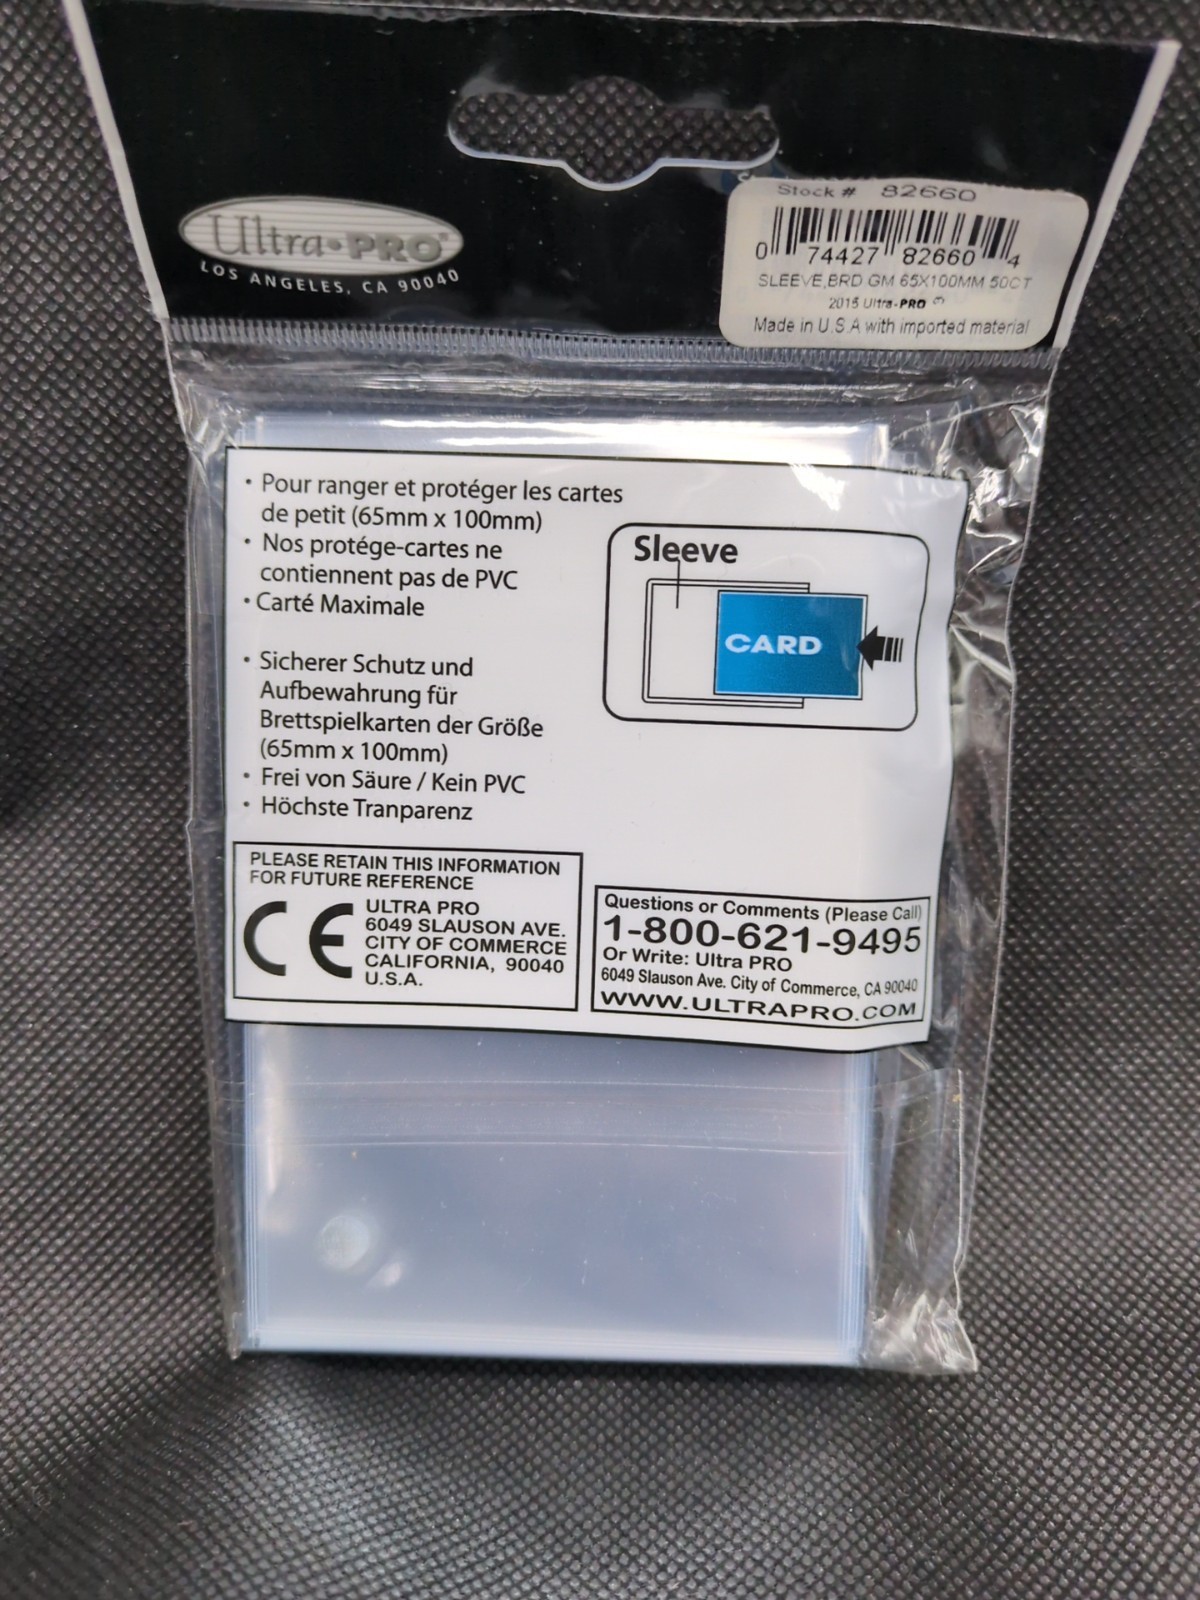 Ultra•PRO®
LOS ANGELES, CA 90040
Stock # 82660
0 74427 82660 4
SLEEVE,BRD GM 65X100MM 50CT
2015 Ultra•PRO
Made in U.S.A with imported material
• Pour ranger et protéger les cartes
de petit (65mm x 100mm)
• Nos protége-cartes ne
contiennent pas de PVC
• Carté Maximale
• Sicherer Schutz und
Aufbewahrung für
Brettspielkarten der Größe
(65mm x 100mm)
• Frei von Säure / Kein PVC
• Höchste Tranparenz
Sleeve
CARD
PLEASE RETAIN THIS INFORMATION
FOR FUTURE REFERENCE
CE
ULTRA PRO
6049 SLAUSON AVE.
CITY OF COMMERCE
CALIFORNIA, 90040
U.S.A.
Questions or Comments (Please Call)
1-800-621-9495
Or Write: Ultra PRO
6049 Slauson Ave. City of Commerce, CA 90040
WWW.ULTRAPRO.COM